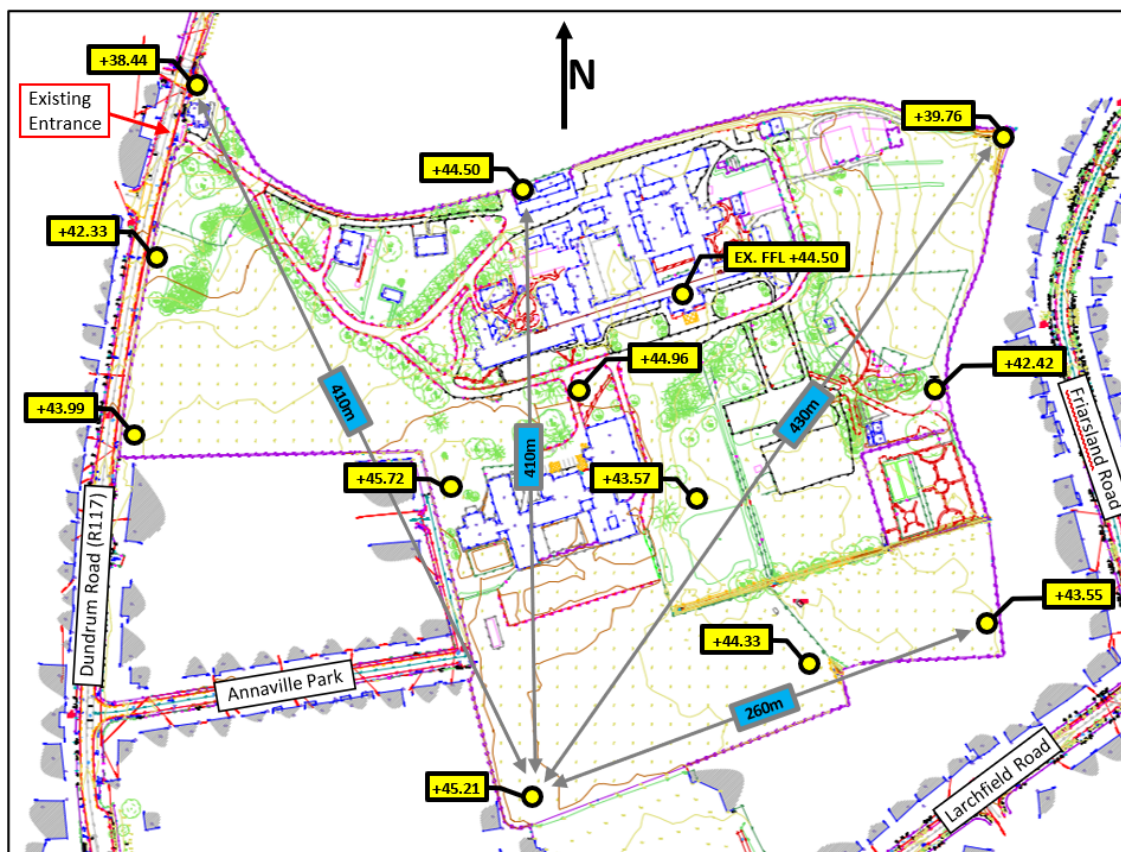 +38.44
N
Existing
Entrance
+39.76
+44.50
+42.33
EX. FFL +44.50
+44.96
+42.42
410m
430m
+43.99
410m
+45.72
+43.57
Friarsland Road
Dundrum Road (R117)
+43.55
+44.33
Annaville Park
260m
+45.21
Larchfield Road